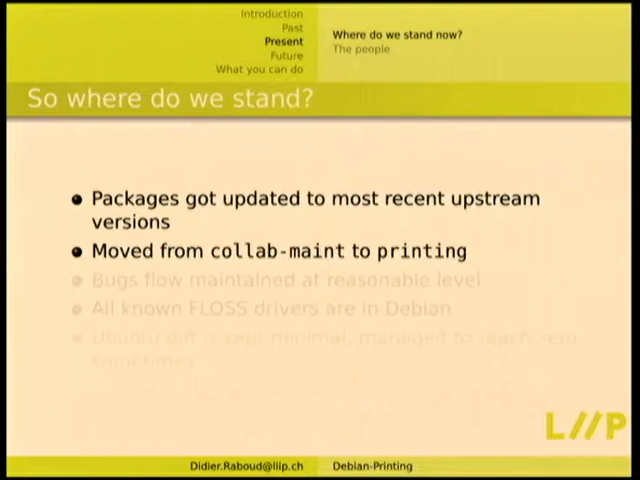 Introduction
Past
Present
Future
What you can do
Where do we stand now?
The people
So where do we stand?
Packages got updated to most recent upstream
versions
Moved from collab-maint to printing
Bugs flow maintained at reasonable level
All known FLOSS drivers are in Debian
Ubuntu diff is kept minimal, managed to reach zero
sometimes
LIIP
Didier.Raboud@liip.ch
Debian-Printing